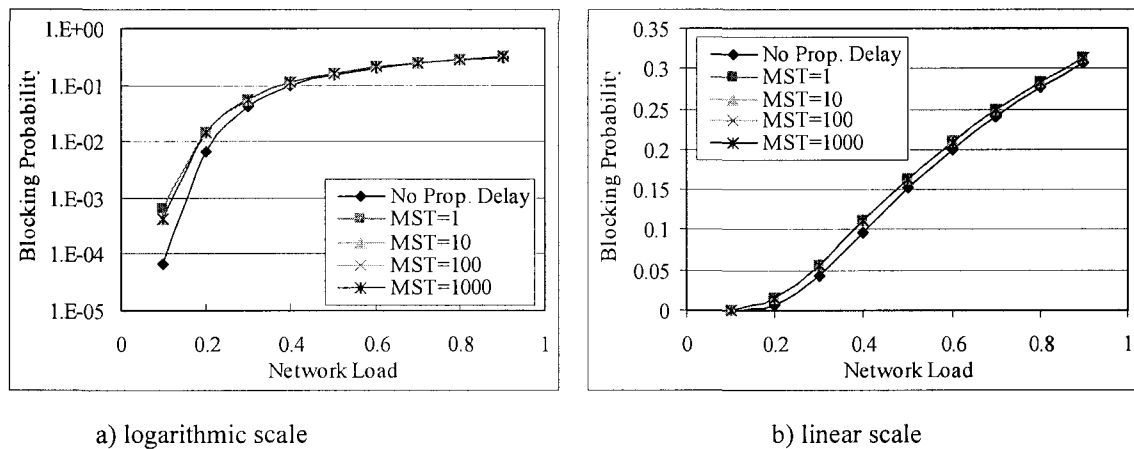 1.E+00
1.E-01
1.E-02
1.E-03
1.E-04
1.E-05
Blocking Probability
No Prop. Delay
MST=1
MST=10
MST=100
MST=1000
0 0.2 0.4 0.6 0.8 1
Network Load
a) logarithmic scale
0.35
0.3
0.25
0.2
0.15
0.1
0.05
0
Blocking Probability
No Prop. Delay
MST=1
MST=10
MST=100
MST=1000
0 0.2 0.4 0.6 0.8 1
Network Load
b) linear scale